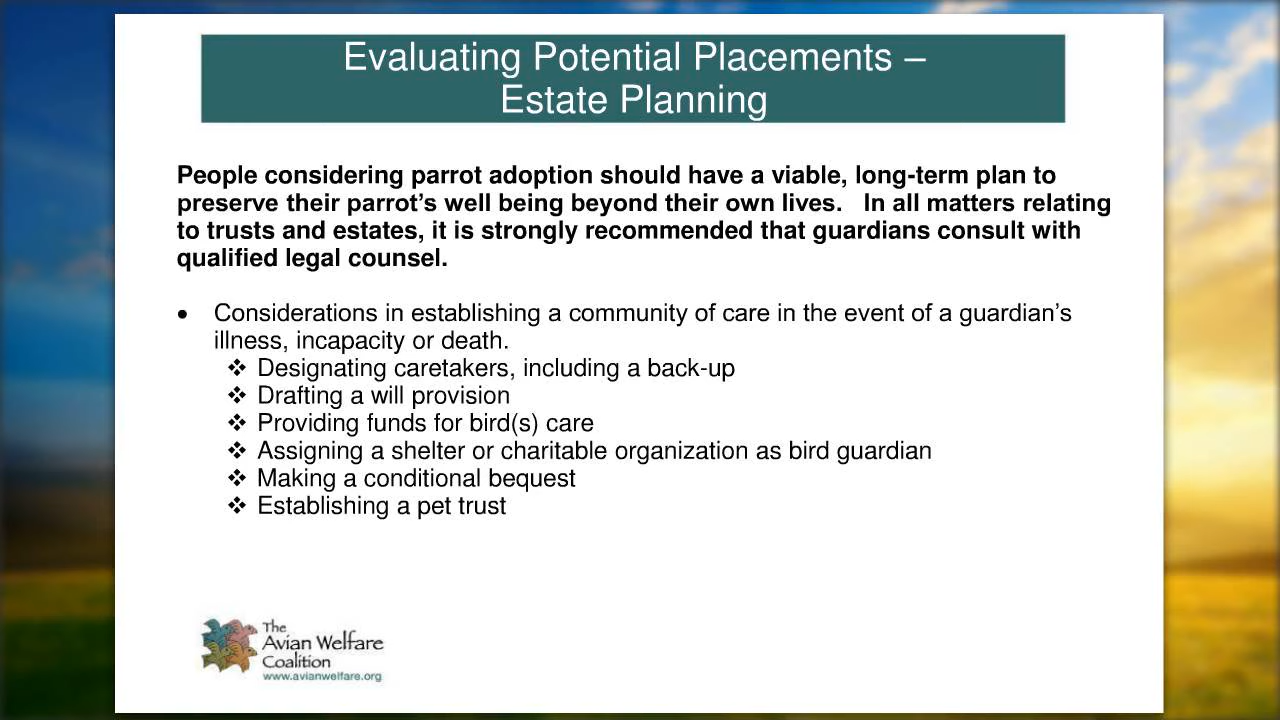 Evaluating Potential Placements –
Estate Planning
People considering parrot adoption should have a viable, long-term plan to
preserve their parrot’s well being beyond their own lives.   In all matters relating
to trusts and estates, it is strongly recommended that guardians consult with
qualified legal counsel.
• Considerations in establishing a community of care in the event of a guardian’s
illness, incapacity or death.
❖ Designating caretakers, including a back-up
❖ Drafting a will provision
❖ Providing funds for bird(s) care
❖ Assigning a shelter or charitable organization as bird guardian
❖ Making a conditional bequest
❖ Establishing a pet trust
The
Avian Welfare
Coalition
www.avianwelfare.org